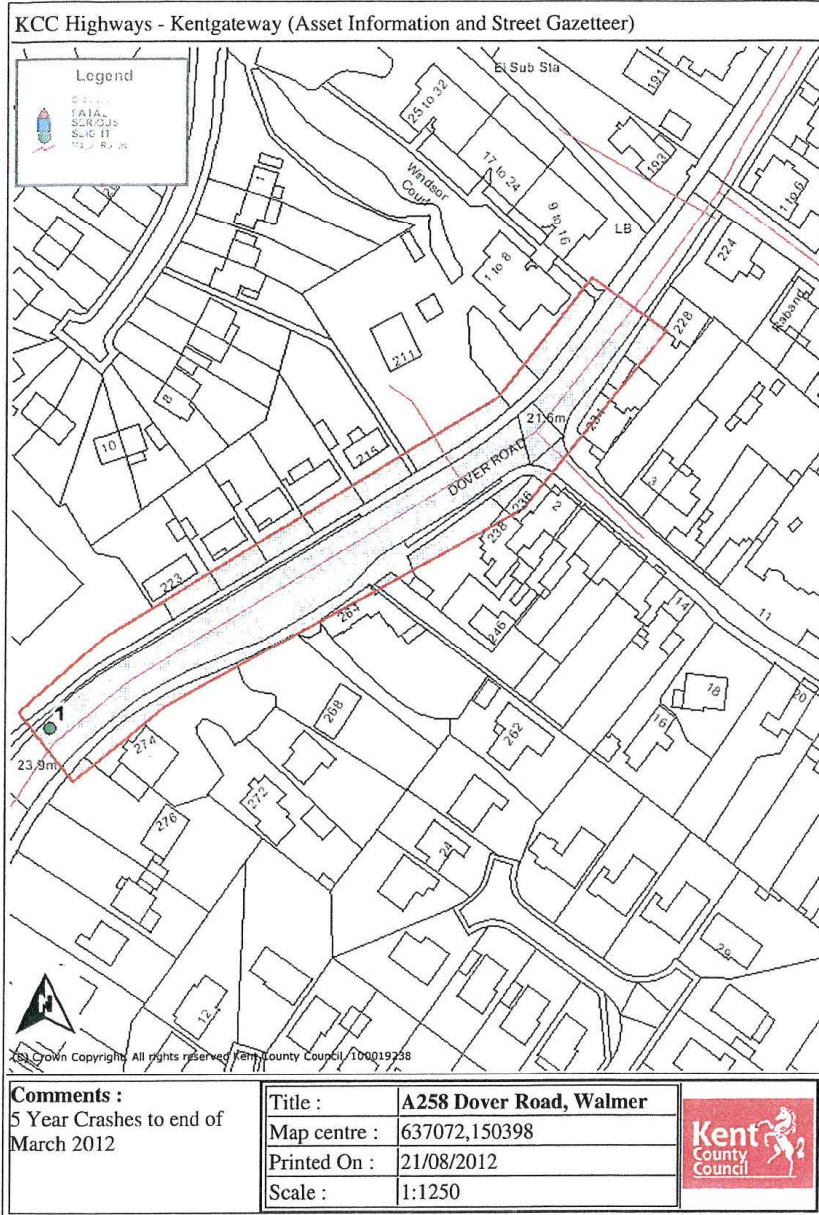 KCC Highways - Kentgateway (Asset Information and Street Gazetteer)
Legend
FATAL
El Sub Sta
191
25 to 32
193
17 to 24
Windsor
Court
9 to 16
1 to 6
LB
224
1 to 8
1
228
211
8
21.6m
234
10
215
DOVER ROAD
3
236
2
238
223
14
11
264
246
18
20
16
268
262
1
274
23.9m
272
276
24
29
12
N
(C) Crown Copyright. All rights reserved Kent County Council, 100019238
Comments :
5 Year Crashes to end of
March 2012
Title : A258 Dover Road, Walmer
Map centre : 637072,150398
Printed On : 21/08/2012
Scale : 1:1250
Kent
County
Council